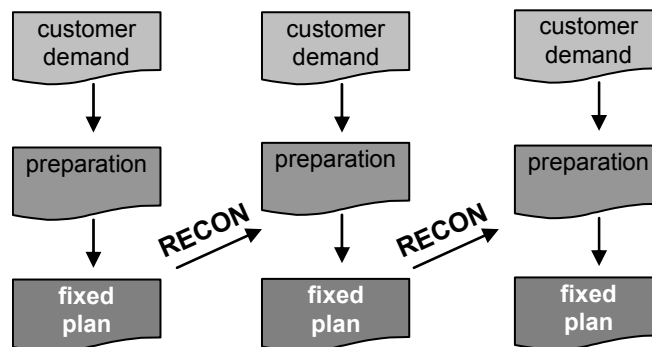 customer
demand
customer
demand
customer
demand
preparation
preparation
preparation
RECON
RECON
fixed
plan
fixed
plan
fixed
plan